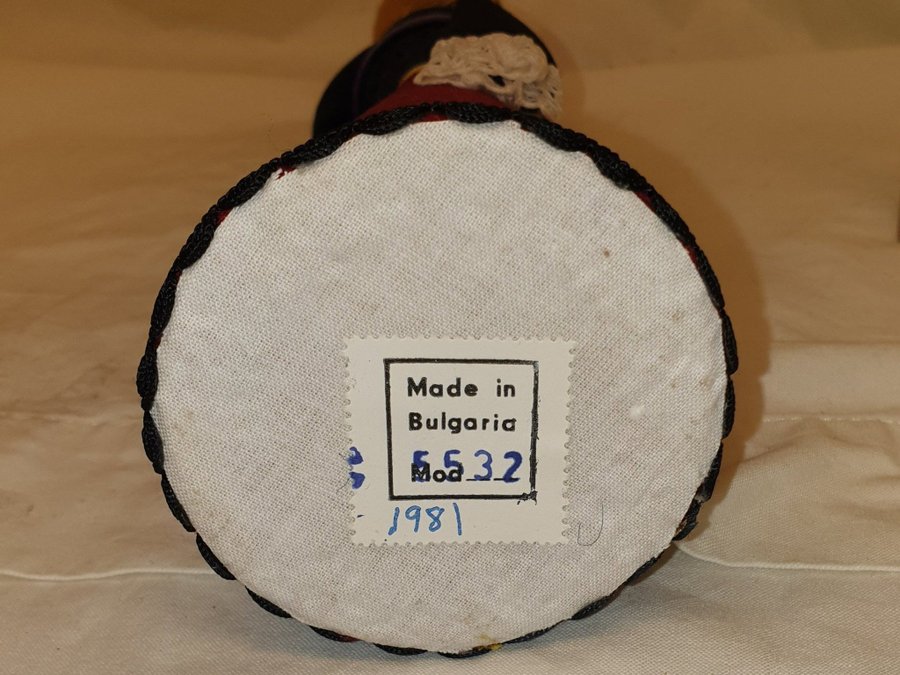 Made in
Bulgaria
Mod 5532
1981